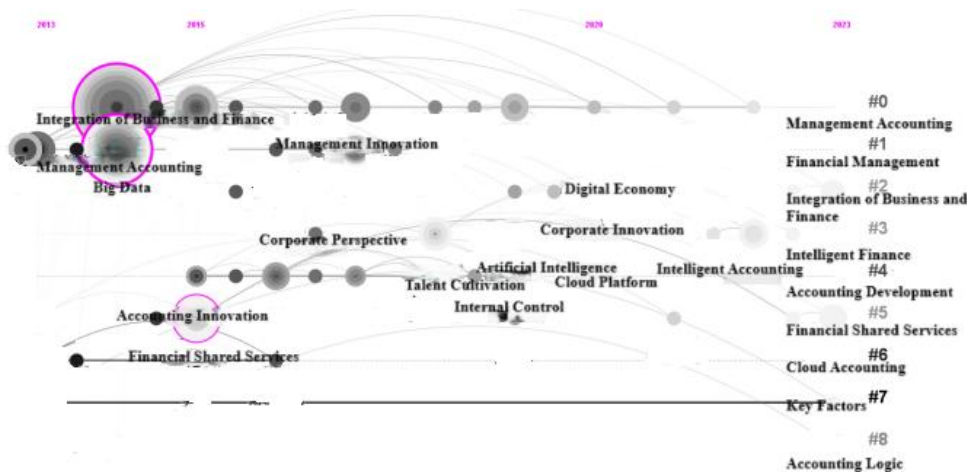 2013 2015 2020 2023
#0
Integration of Business and Finance
Management Accounting
Management Innovation
#1
Management Accounting
Financial Management
Big Data
Digital Economy
#2
Integration of Business and
Finance
Corporate Perspective
Corporate Innovation
#3
Intelligent Finance
Artificial Intelligence
Intelligent Accounting
#4
Talent Cultivation
Cloud Platform
Accounting Development
Internal Control
#5
Accounting Innovation
Financial Shared Services
Financial Shared Services
#6
Cloud Accounting
#7
Key Factors
#8
Accounting Logic